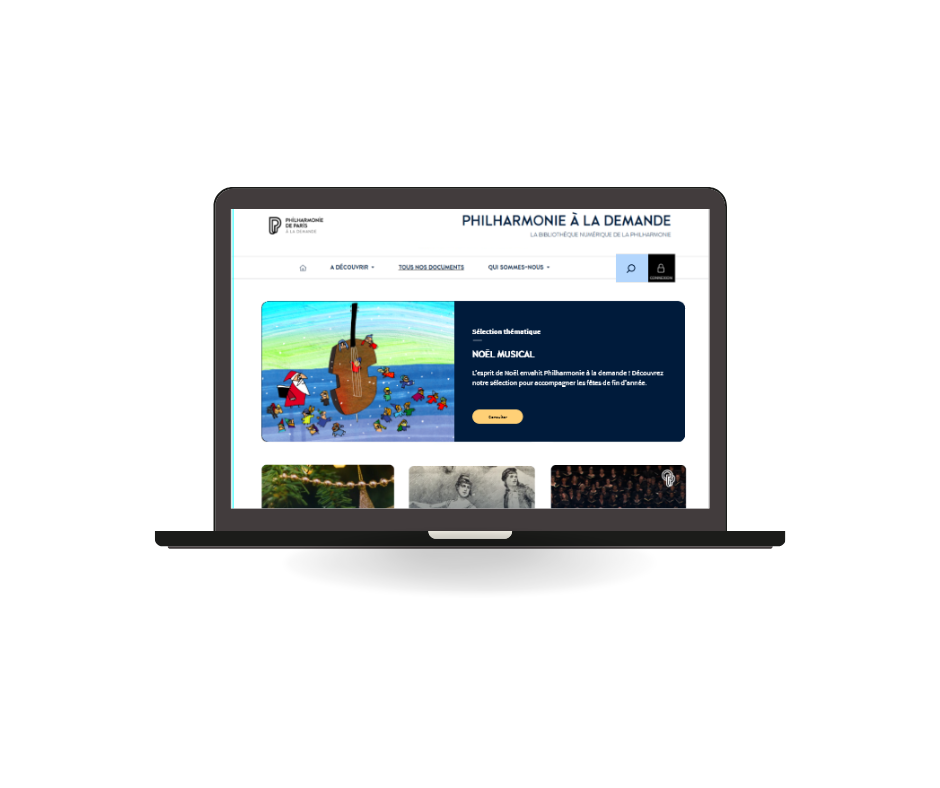 PHILHARMONIE
DE PARIS
À LA DEMANDE
PHILHARMONIE À LA DEMANDE
LA BIBLIOTHÈQUE NUMÉRIQUE DE LA PHILHARMONIE
A DÉCOUVRIR
TOUS NOS DOCUMENTS
QUI SOMMES-NOUS
CONNEXION
Sélection thématique
NOËL MUSICAL
L'esprit de Noël envahit Philharmonie à la demande ! Découvrez
notre sélection pour accompagner les fêtes de fin d'année.
Consulter